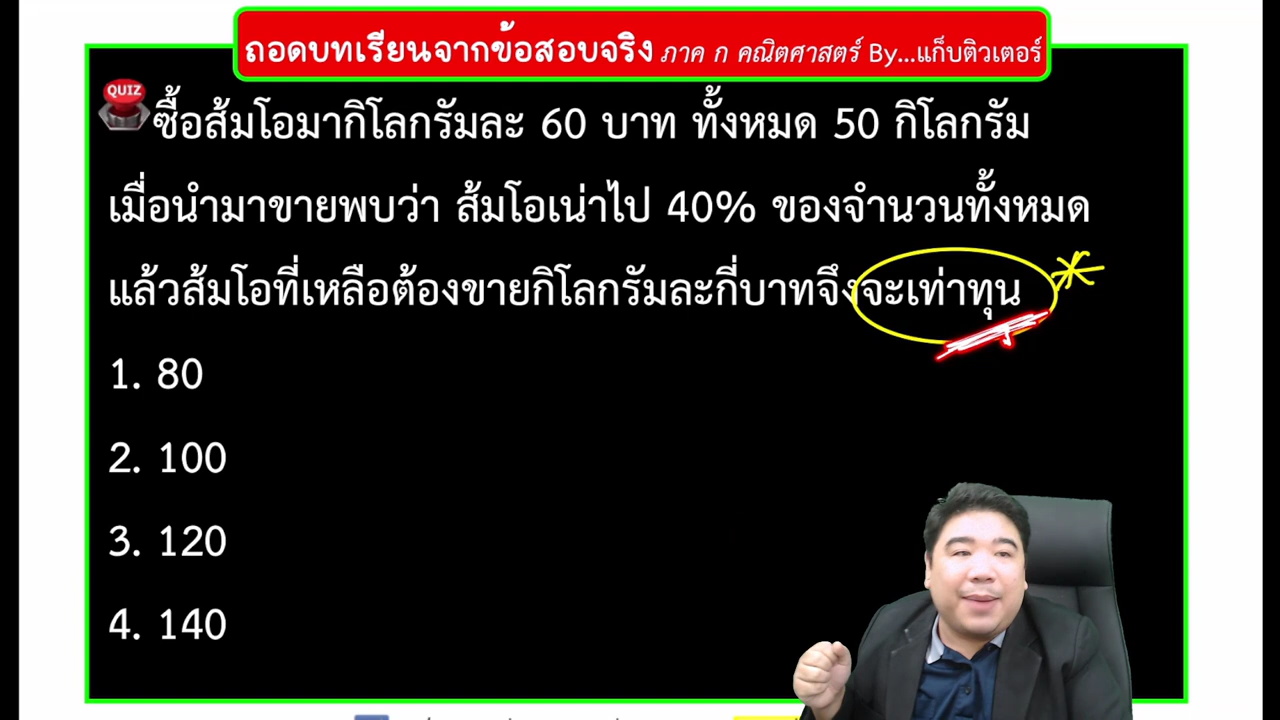 ถอดบทเรียนจากข้อสอบจริง ภาค ก คณิตศาสตร์ By...แก็บติวเตอร์
QUIZ
ซื้อส้มโอมากิโลกรัมละ 60 บาท ทั้งหมด 50 กิโลกรัม
เมื่อนำมาขายพบว่า ส้มโอเน่าไป 40% ของจำนวนทั้งหมด
แล้วส้มโอที่เหลือต้องขายกิโลกรัมละกี่บาทจึงจะเท่าทุน
1. 80
2. 100
3. 120
4. 140